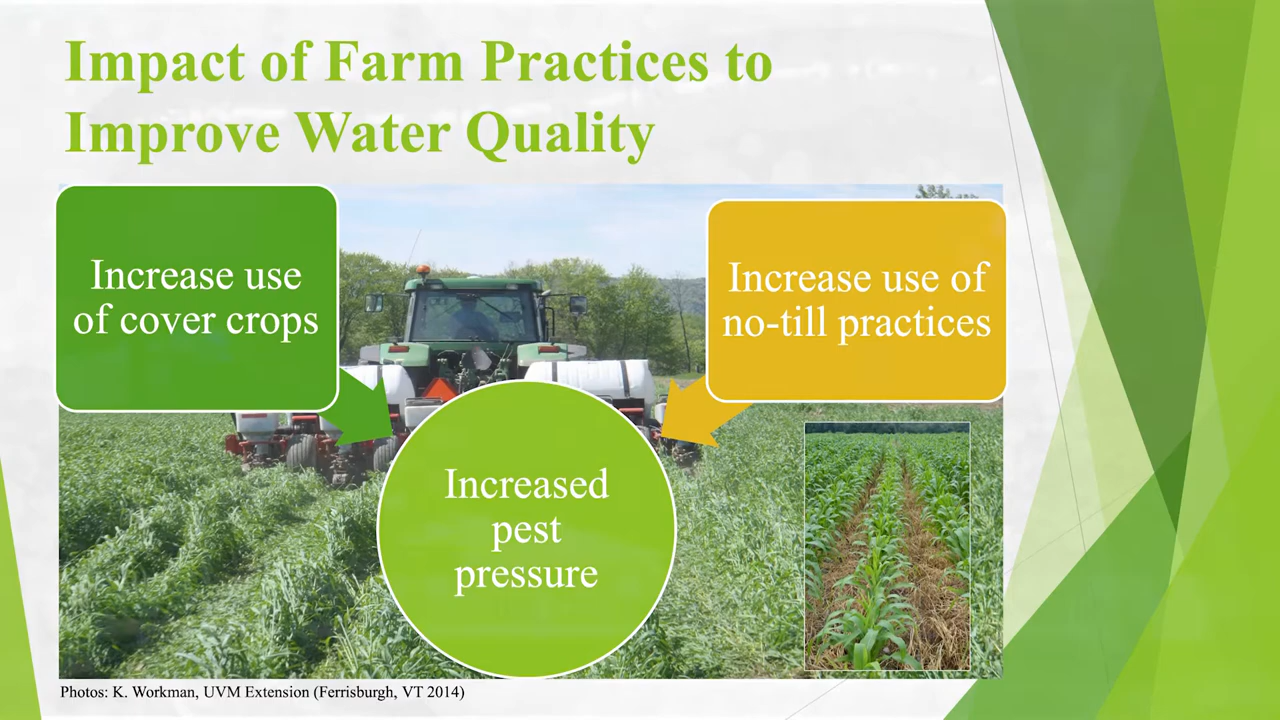 Impact of Farm Practices to
Improve Water Quality
Increase use
of cover crops
Increase use of
no-till practices
Increased
pest
pressure
Photos: K. Workman, UVM Extension (Ferrisburgh, VT 2014)